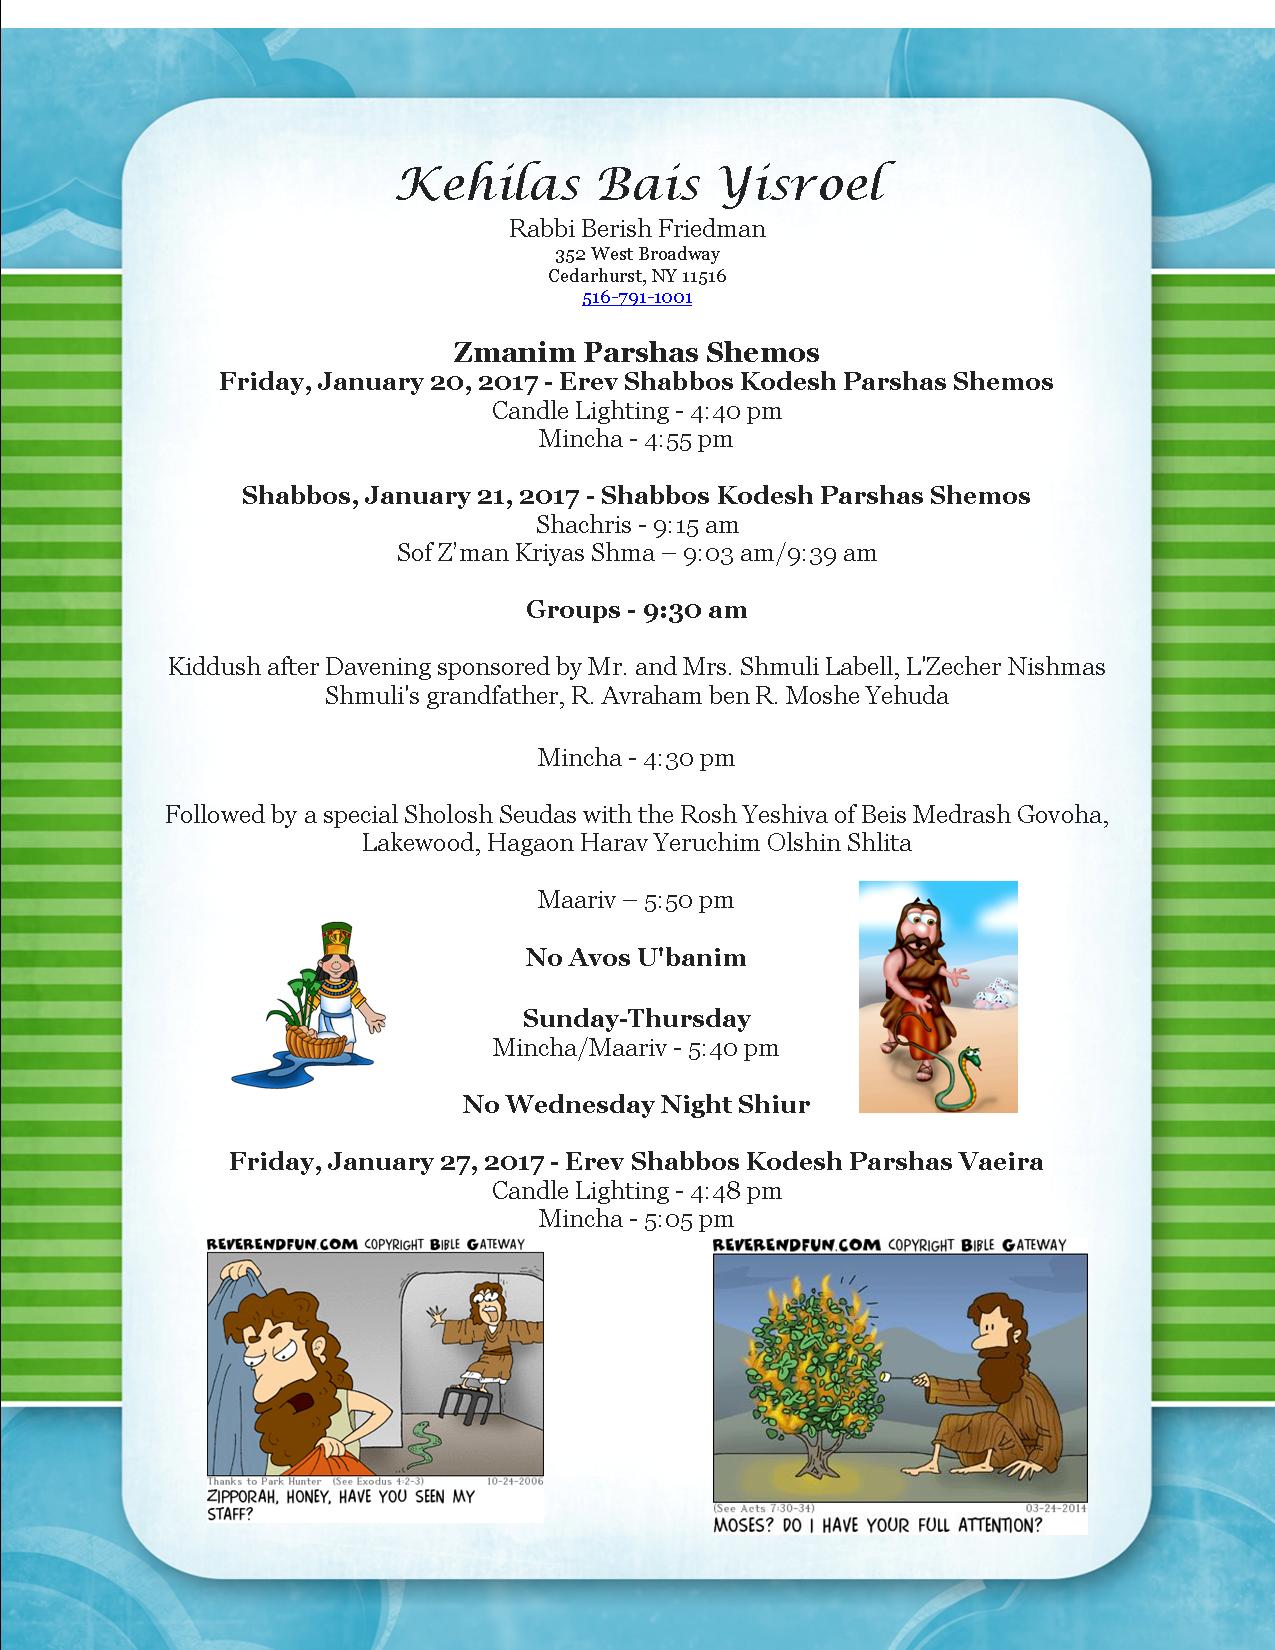 Kehilas Bais Yisroel
Rabbi Berish Friedman
352 West Broadway
Cedarhurst, NY 11516
516-791-1001
Zmanim Parshas Shemos
Friday, January 20, 2017 - Erev Shabbos Kodesh Parshas Shemos
Candle Lighting - 4:40 pm
Mincha - 4:55 pm
Shabbos, January 21, 2017 - Shabbos Kodesh Parshas Shemos
Shachris - 9:15 am
Sof Z'man Kriyas Shma – 9:03 am/9:39 am
Groups - 9:30 am
Kiddush after Davening sponsored by Mr. and Mrs. Shmuli Labell, L'Zecher Nishmas
Shmuli's grandfather, R. Avraham ben R. Moshe Yehuda
Mincha - 4:30 pm
Followed by a special Sholosh Seudas with the Rosh Yeshiva of Beis Medrash Govoha,
Lakewood, Hagaon Harav Yeruchim Olshin Shlita
Maariv – 5:50 pm
No Avos U'banim
Sunday-Thursday
Mincha/Maariv - 5:40 pm
No Wednesday Night Shiur
Friday, January 27, 2017 - Erev Shabbos Kodesh Parshas Vaeira
Candle Lighting - 4:48 pm
Mincha - 5:05 pm
REVERENDFUN.COM COPYRIGHT BIBLE GATEWAY
Thanks to Park Hunter (See Exodus 4:2-3) 10-24-2006
ZIPPORAH, HONEY, HAVE YOU SEEN MY
STAFF?
REVERENDFUN.COM COPYRIGHT BIBLE GATEWAY
(See Acts 7:30-34) 03-24-2014
MOSES? DO I HAVE YOUR FULL ATTENTION?